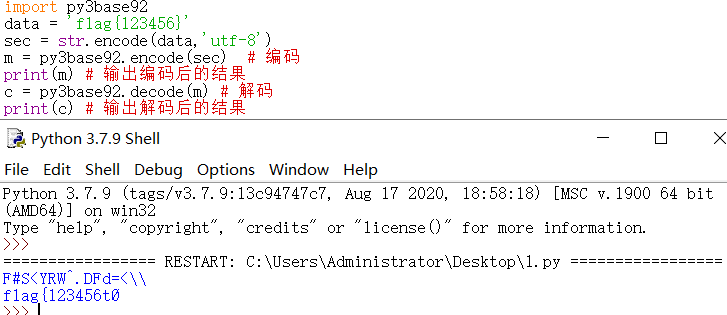 import py3base92
data = 'flag{123456}'
sec = str.encode(data,'utf-8')
m = py3base92.encode(sec)  # 编码
print(m) # 输出编码后的结果
c = py3base92.decode(m) # 解码
print(c) # 输出解码后的结果
Python 3.7.9 Shell
File Edit Shell Debug Options Window Help
Python 3.7.9 (tags/v3.7.9:13c94747c7, Aug 17 2020, 18:58:18) [MSC v.1900 64 bit
(AMD64)] on win32
Type "help", "copyright", "credits" or "license()" for more information.
>>>
================= RESTART: C:\Users\Administrator\Desktop\1.py =================
F#S<YRW^.DFd=<\\
flag{123456tØ
>>>